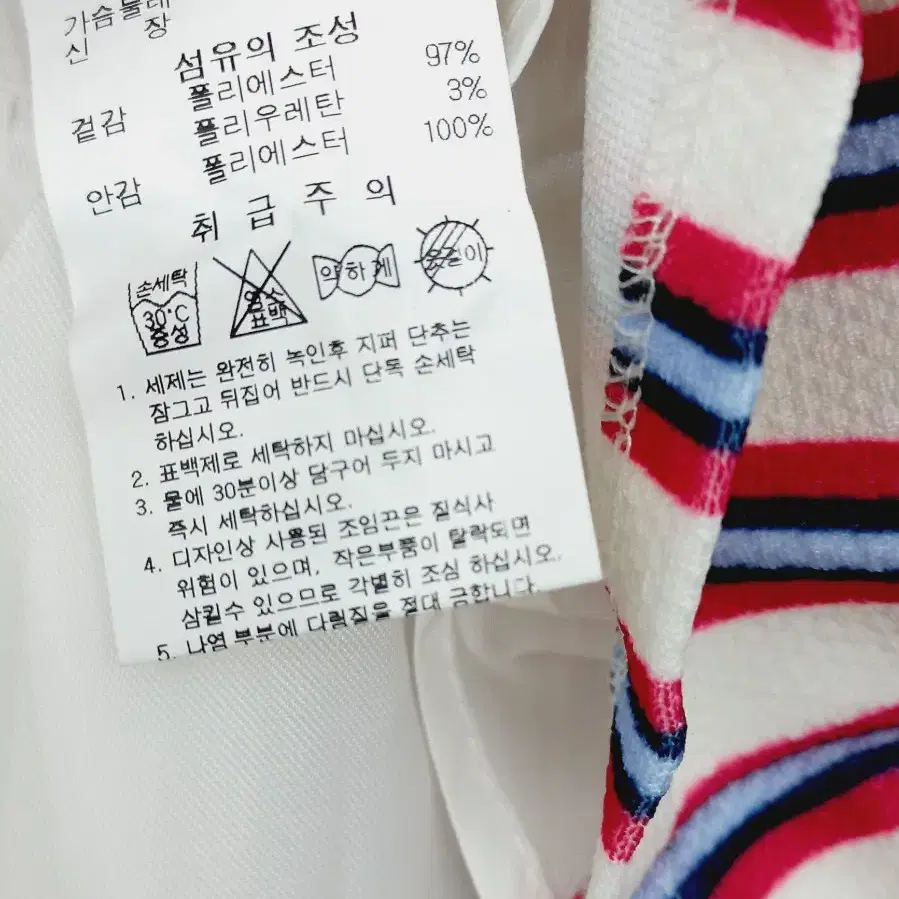 가슴둘레
신 장
섬유의 조성
폴리에스터 97%
겉감 폴리우레탄 3%
안감 폴리에스터 100%
취 급 주 의
손세탁
30°C
중성
염소
표백
약하게
옷걸이
1. 세제는 완전히 녹인후 지퍼 단추는
잠그고 뒤집어 반드시 단독 손세탁
하십시오.
2. 표백제로 세탁하지 마십시오.
3. 물에 30분이상 담구어 두지 마시고
즉시 세탁하십시오.
4. 디자인상 사용된 조임끈은 질식사
위험이 있으며, 작은부품이 탈락되면
삼킬수 있으므로 각별히 조심 하십시오.
5. 나염 부분에 다림질을 절대 금합니다.